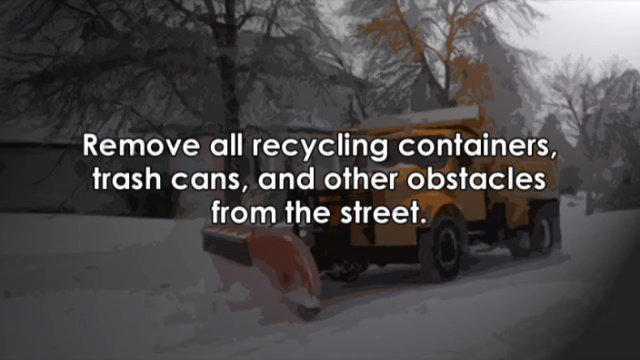 Remove all recycling containers,
trash cans, and other obstacles
from the street.